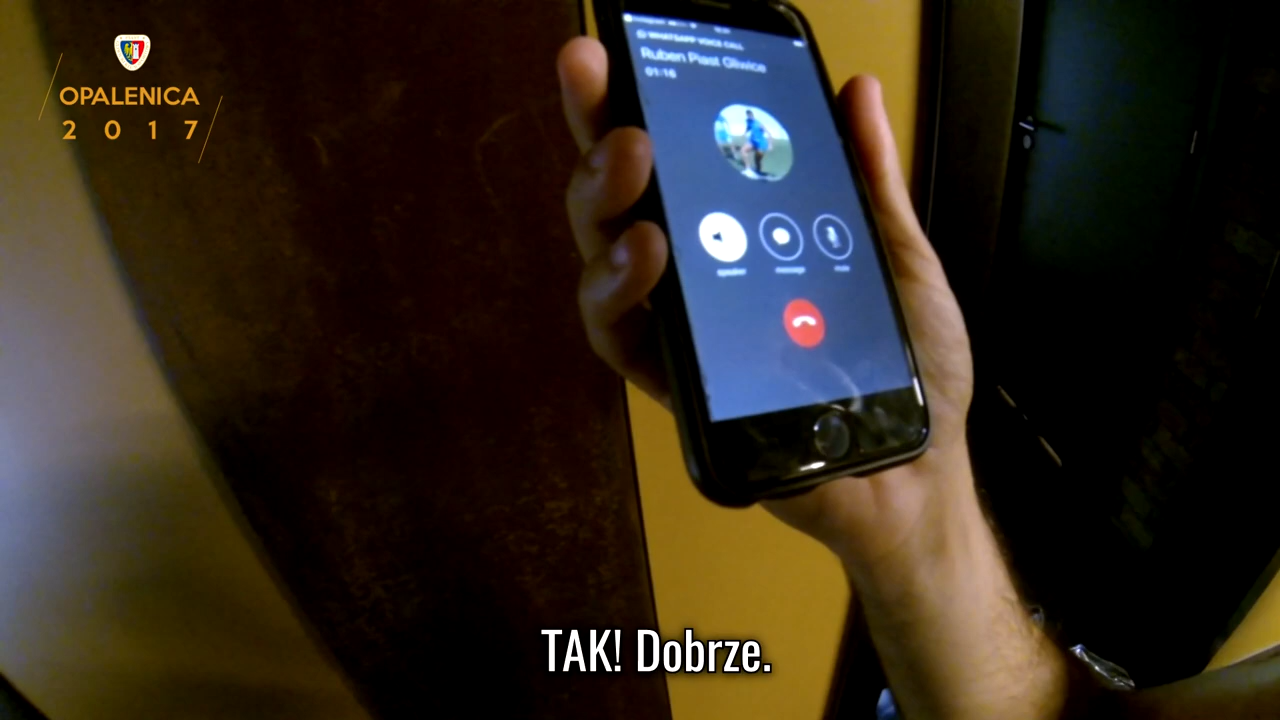 OPALENICA
2 0 1 7
WHATSAPP VOICE CALL
Ruben Piast Gliwice
01:16
speaker message mute
TAK! Dobrze.